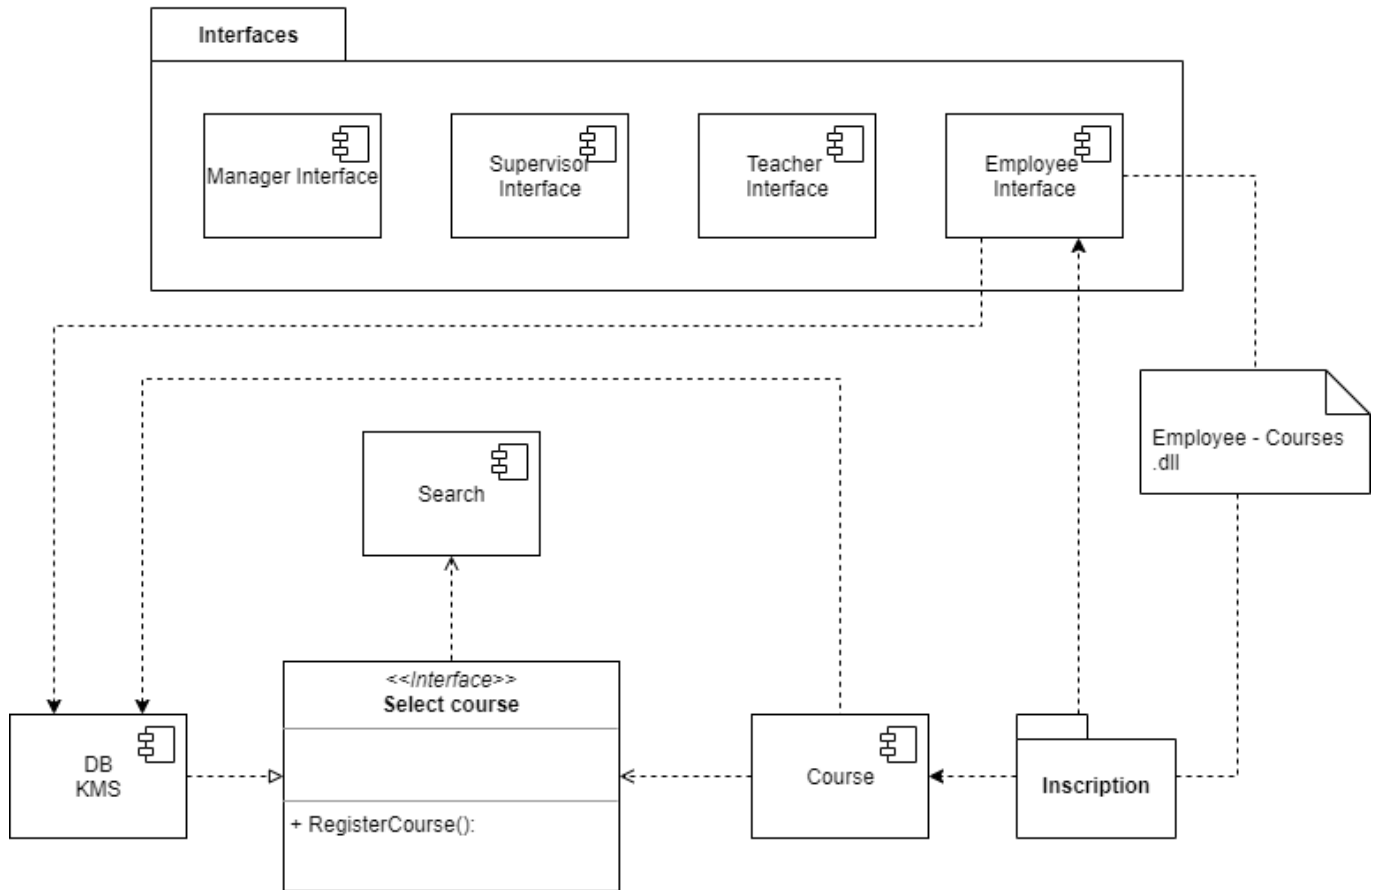 Interfaces
Manager Interface
Supervisor
Interface
Teacher
Interface
Employee
Interface
Employee - Courses
.dll
Search
<<Interface>>
Select course
+ RegisterCourse():
DB
KMS
Course
Inscription